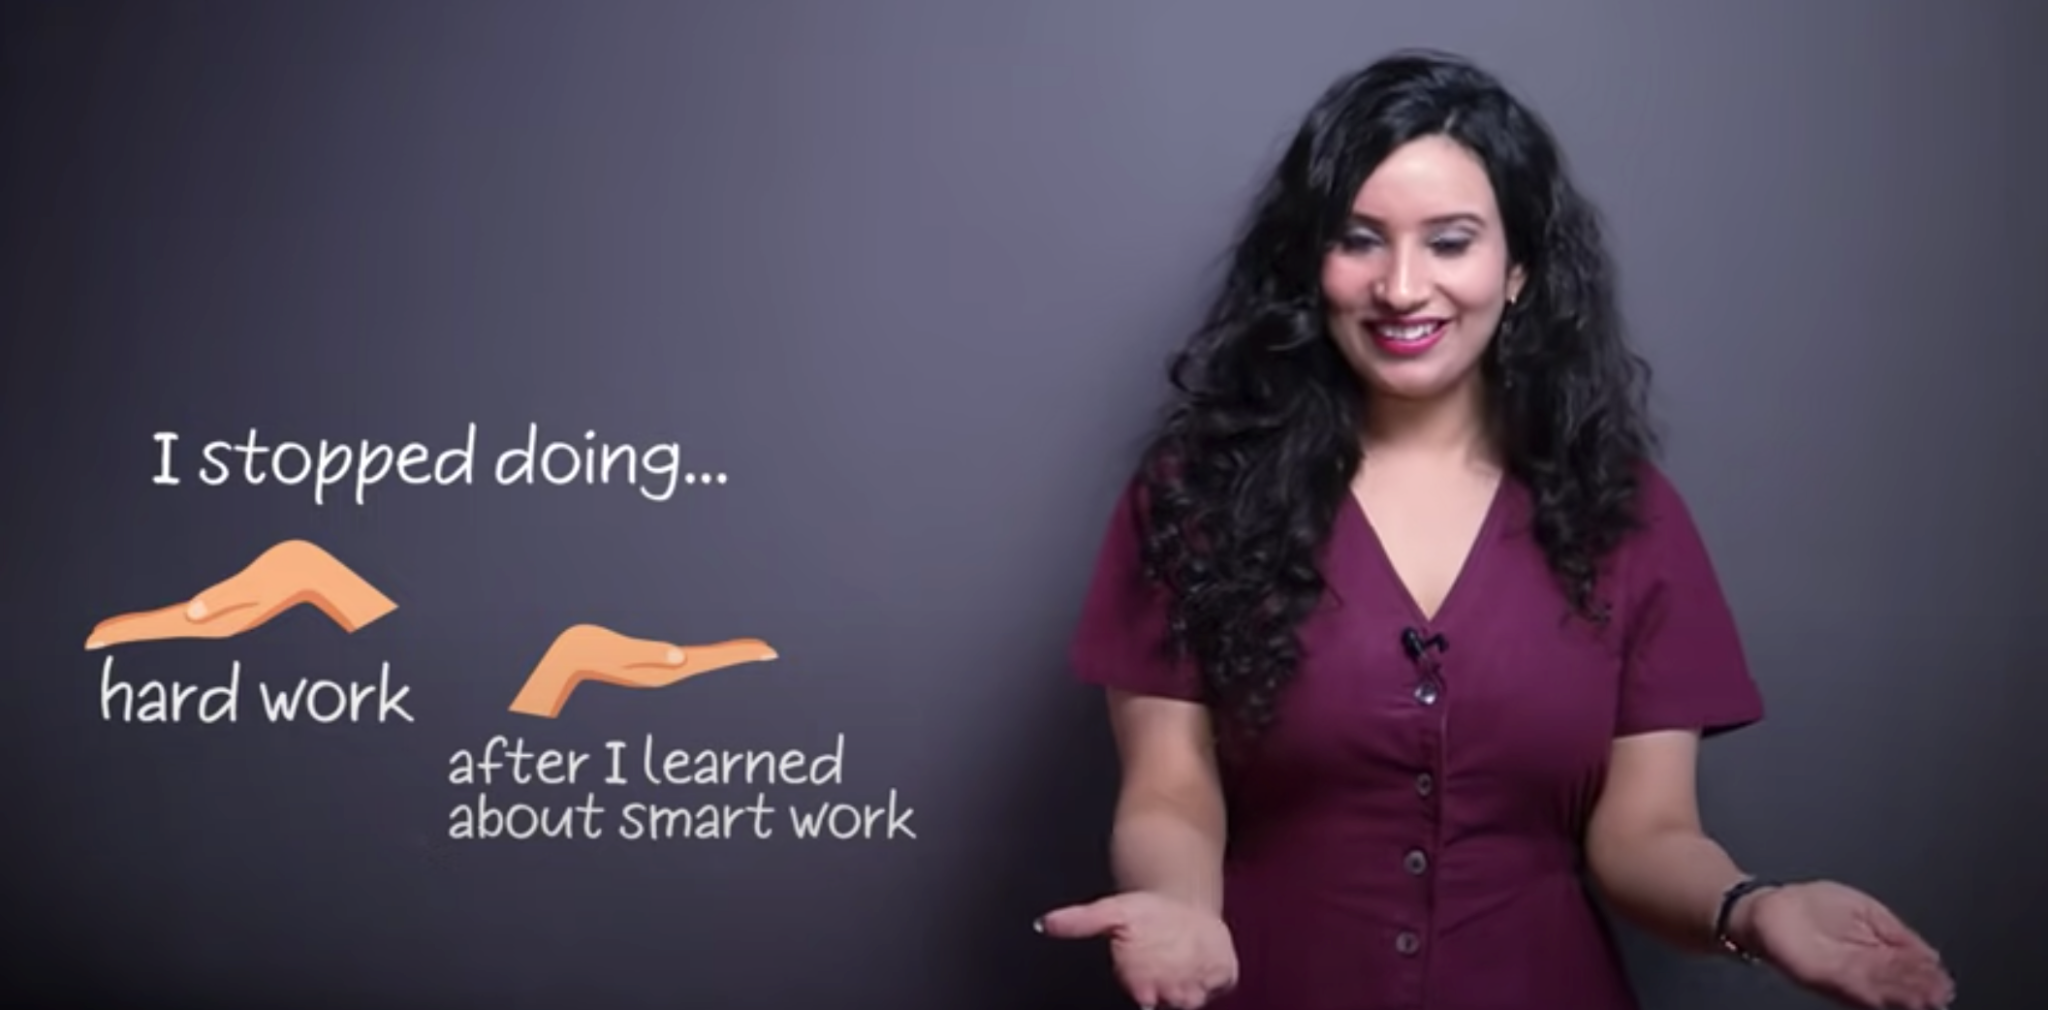 I stopped doing...
hard work
after I learned
about smart work